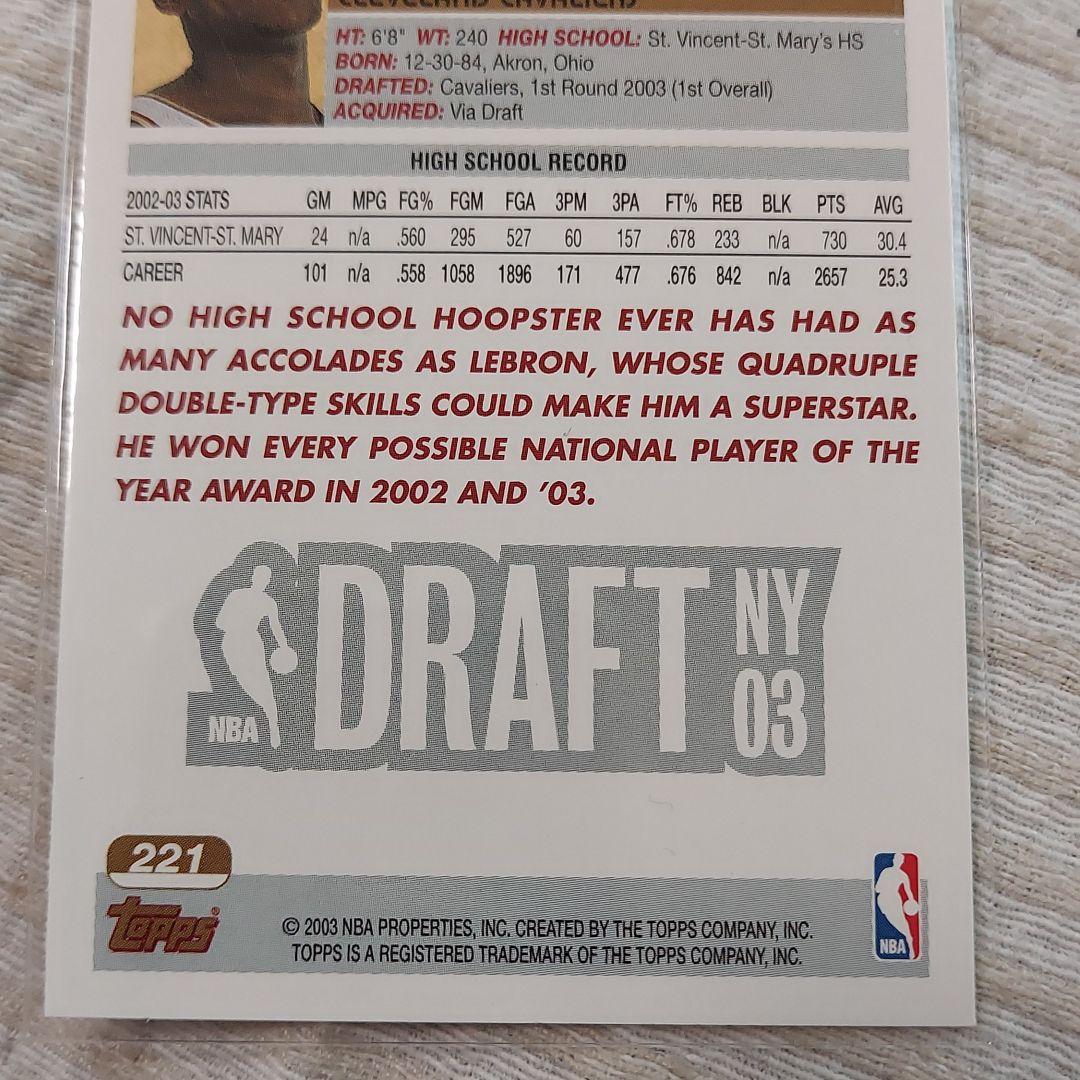 CLEVELAND CAVALIERS
HT: 6'8" WT: 240 HIGH SCHOOL: St. Vincent-St. Mary's HS
BORN: 12-30-84, Akron, Ohio
DRAFTED: Cavaliers, 1st Round 2003 (1st Overall)
ACQUIRED: Via Draft
HIGH SCHOOL RECORD
2002-03 STATS GM MPG FG% FGM FGA 3PM 3PA FT% REB BLK PTS AVG
ST. VINCENT-ST. MARY 24 n/a .560 295 527 60 157 .678 233 n/a 730 30.4
CAREER 101 n/a .558 1058 1896 171 477 .676 842 n/a 2657 25.3
NO HIGH SCHOOL HOOPSTER EVER HAS HAD AS
MANY ACCOLADES AS LEBRON, WHOSE QUADRUPLE
DOUBLE-TYPE SKILLS COULD MAKE HIM A SUPERSTAR.
HE WON EVERY POSSIBLE NATIONAL PLAYER OF THE
YEAR AWARD IN 2002 AND '03.
NBA DRAFT NY 03
221
TOPPS®
© 2003 NBA PROPERTIES, INC. CREATED BY THE TOPPS COMPANY, INC.
TOPPS IS A REGISTERED TRADEMARK OF THE TOPPS COMPANY, INC.
NBA